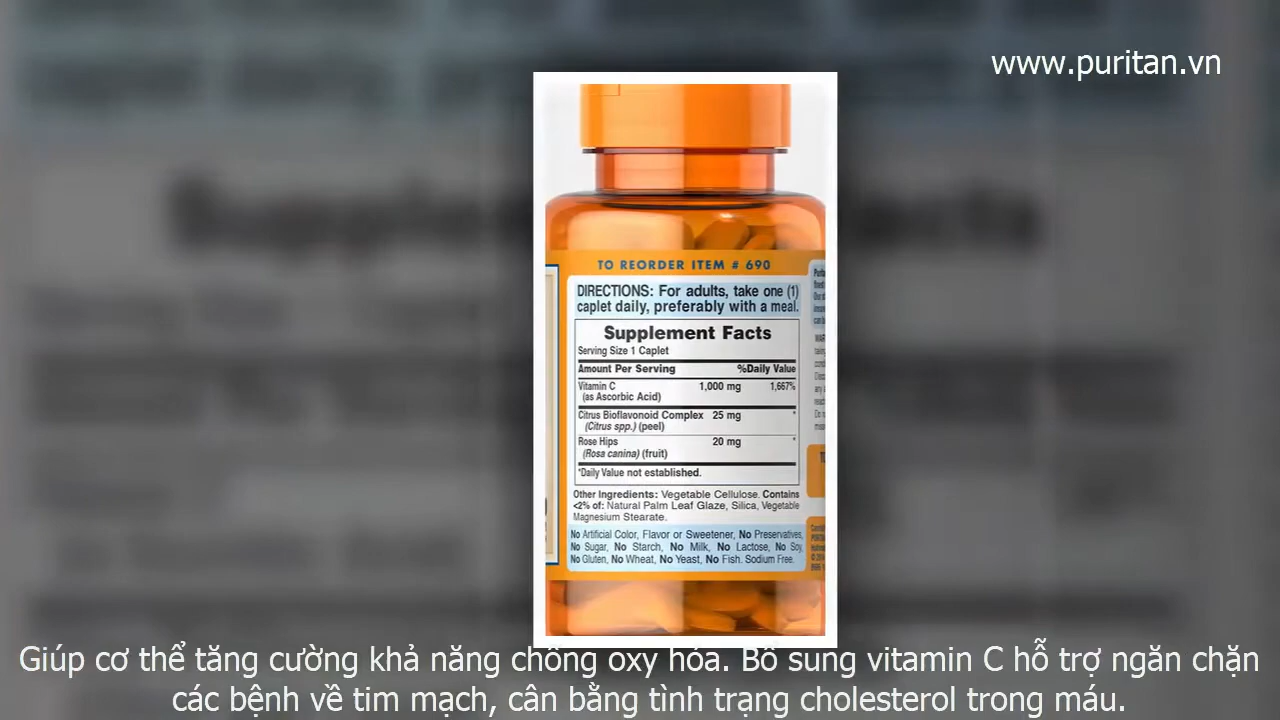 www.puritan.vn
TO REORDER ITEM # 690
DIRECTIONS: For adults, take one (1)
caplet daily, preferably with a meal.
Supplement Facts
Serving Size 1 Caplet
Amount Per Serving %Daily Value
Vitamin C 1,000 mg 1,667%
(as Ascorbic Acid)
Citrus Bioflavonoid Complex 25 mg *
(Citrus spp.) (peel)
Rose Hips 20 mg *
(Rosa canina) (fruit)
*Daily Value not established.
Other Ingredients: Vegetable Cellulose. Contains
<2% of: Natural Palm Leaf Glaze, Silica, Vegetable
Magnesium Stearate.
No Artificial Color, Flavor or Sweetener, No Preservatives,
No Sugar, No Starch, No Milk, No Lactose, No Soy,
No Gluten, No Wheat, No Yeast, No Fish. Sodium Free.
Giúp cơ thể tăng cường khả năng chống oxy hóa. Bổ sung vitamin C hỗ trợ ngăn chặn
các bệnh về tim mạch, cân bằng tình trạng cholesterol trong máu.